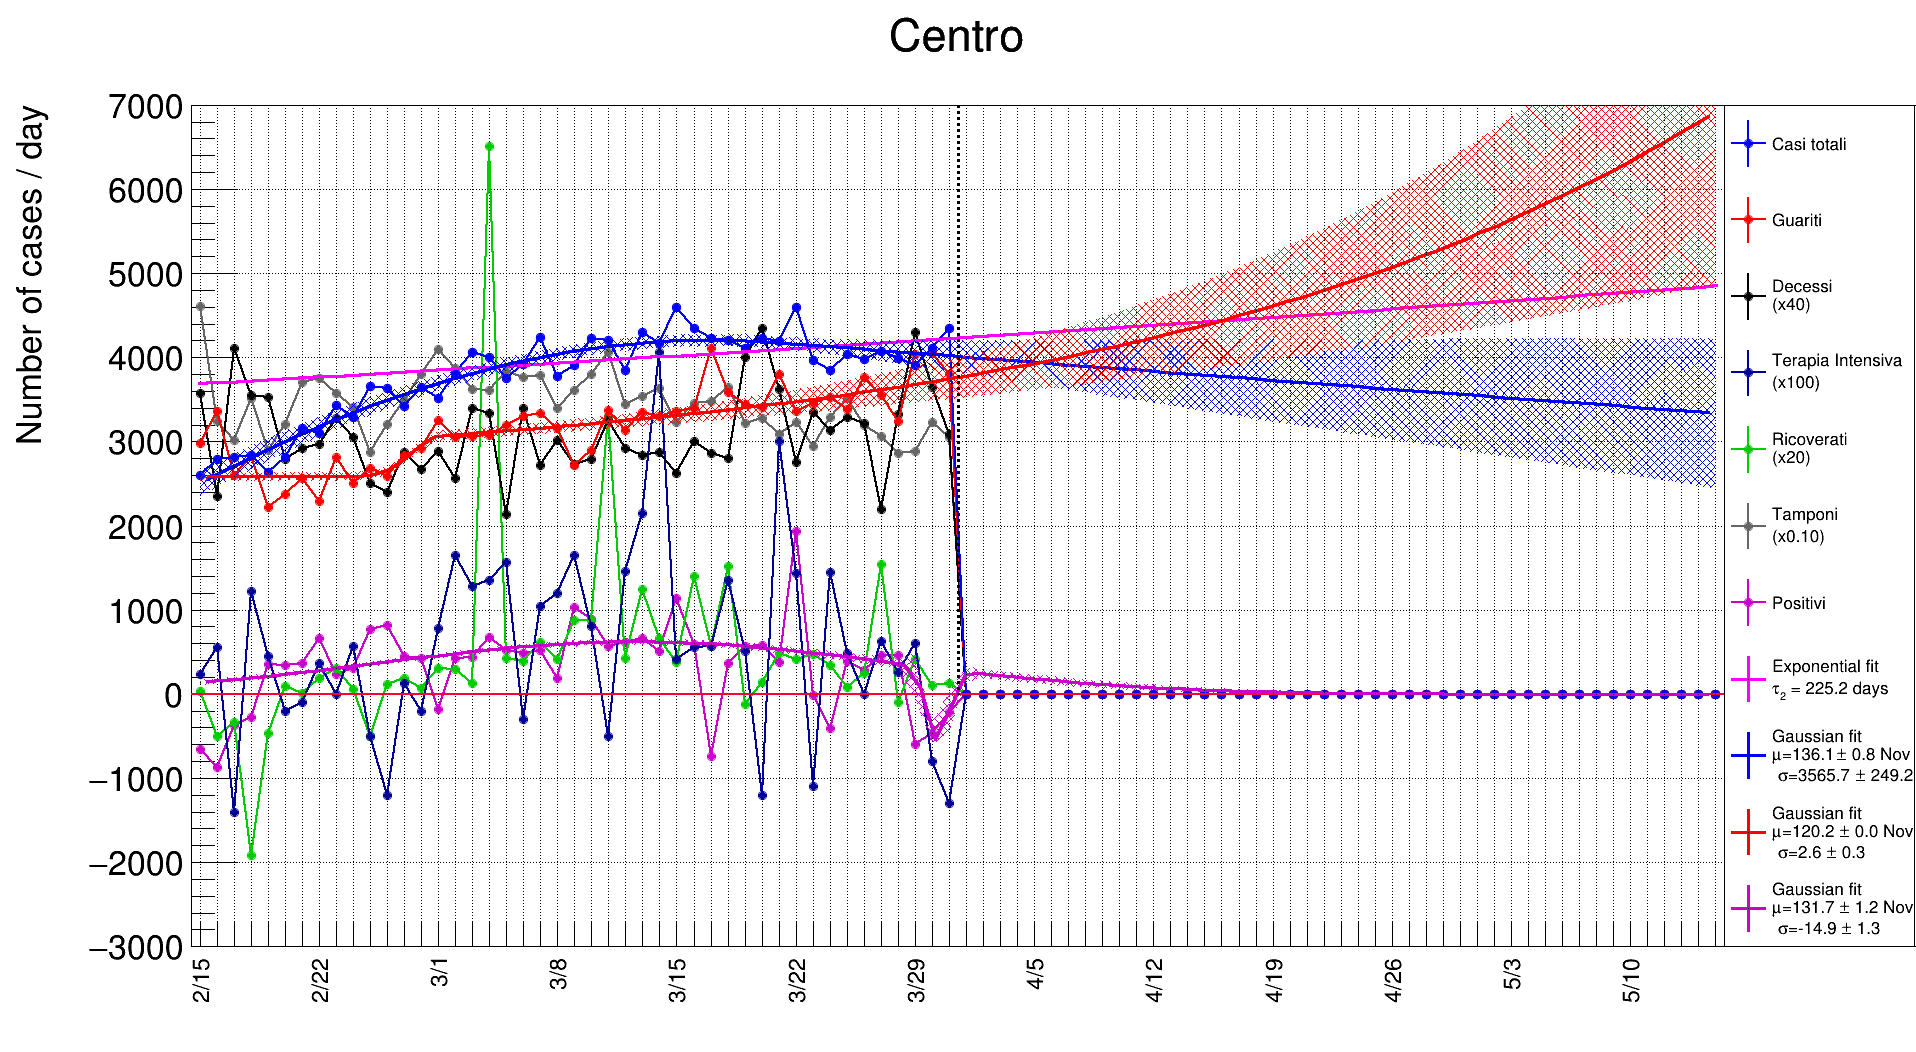 Centro
Number of cases / day
7000
6000
5000
4000
3000
2000
1000
0
−1000
−2000
−3000
2/15
2/22
3/1
3/8
3/15
3/22
3/29
4/5
4/12
4/19
4/26
5/3
5/10
Casi totali
Guariti
Decessi
(x40)
Terapia Intensiva
(x100)
Ricoverati
(x20)
Tamponi
(x0.10)
Positivi
Exponential fit
τ2 = 225.2 days
Gaussian fit
μ=136.1± 0.8 Nov
σ=3565.7 ± 249.2
Gaussian fit
μ=120.2 ± 0.0 Nov
σ=2.6 ± 0.3
Gaussian fit
μ=131.7 ± 1.2 Nov
σ=-14.9 ± 1.3